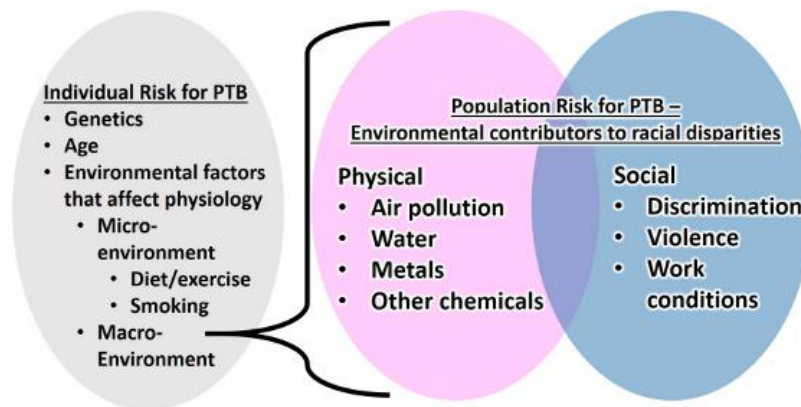 Individual Risk for PTB
• Genetics
• Age
• Environmental factors
that affect physiology
• Micro-
environment
• Diet/exercise
• Smoking
• Macro-
Environment
Population Risk for PTB –
Environmental contributors to racial disparities
Physical
• Air pollution
• Water
• Metals
• Other chemicals
Social
• Discrimination
• Violence
• Work
conditions